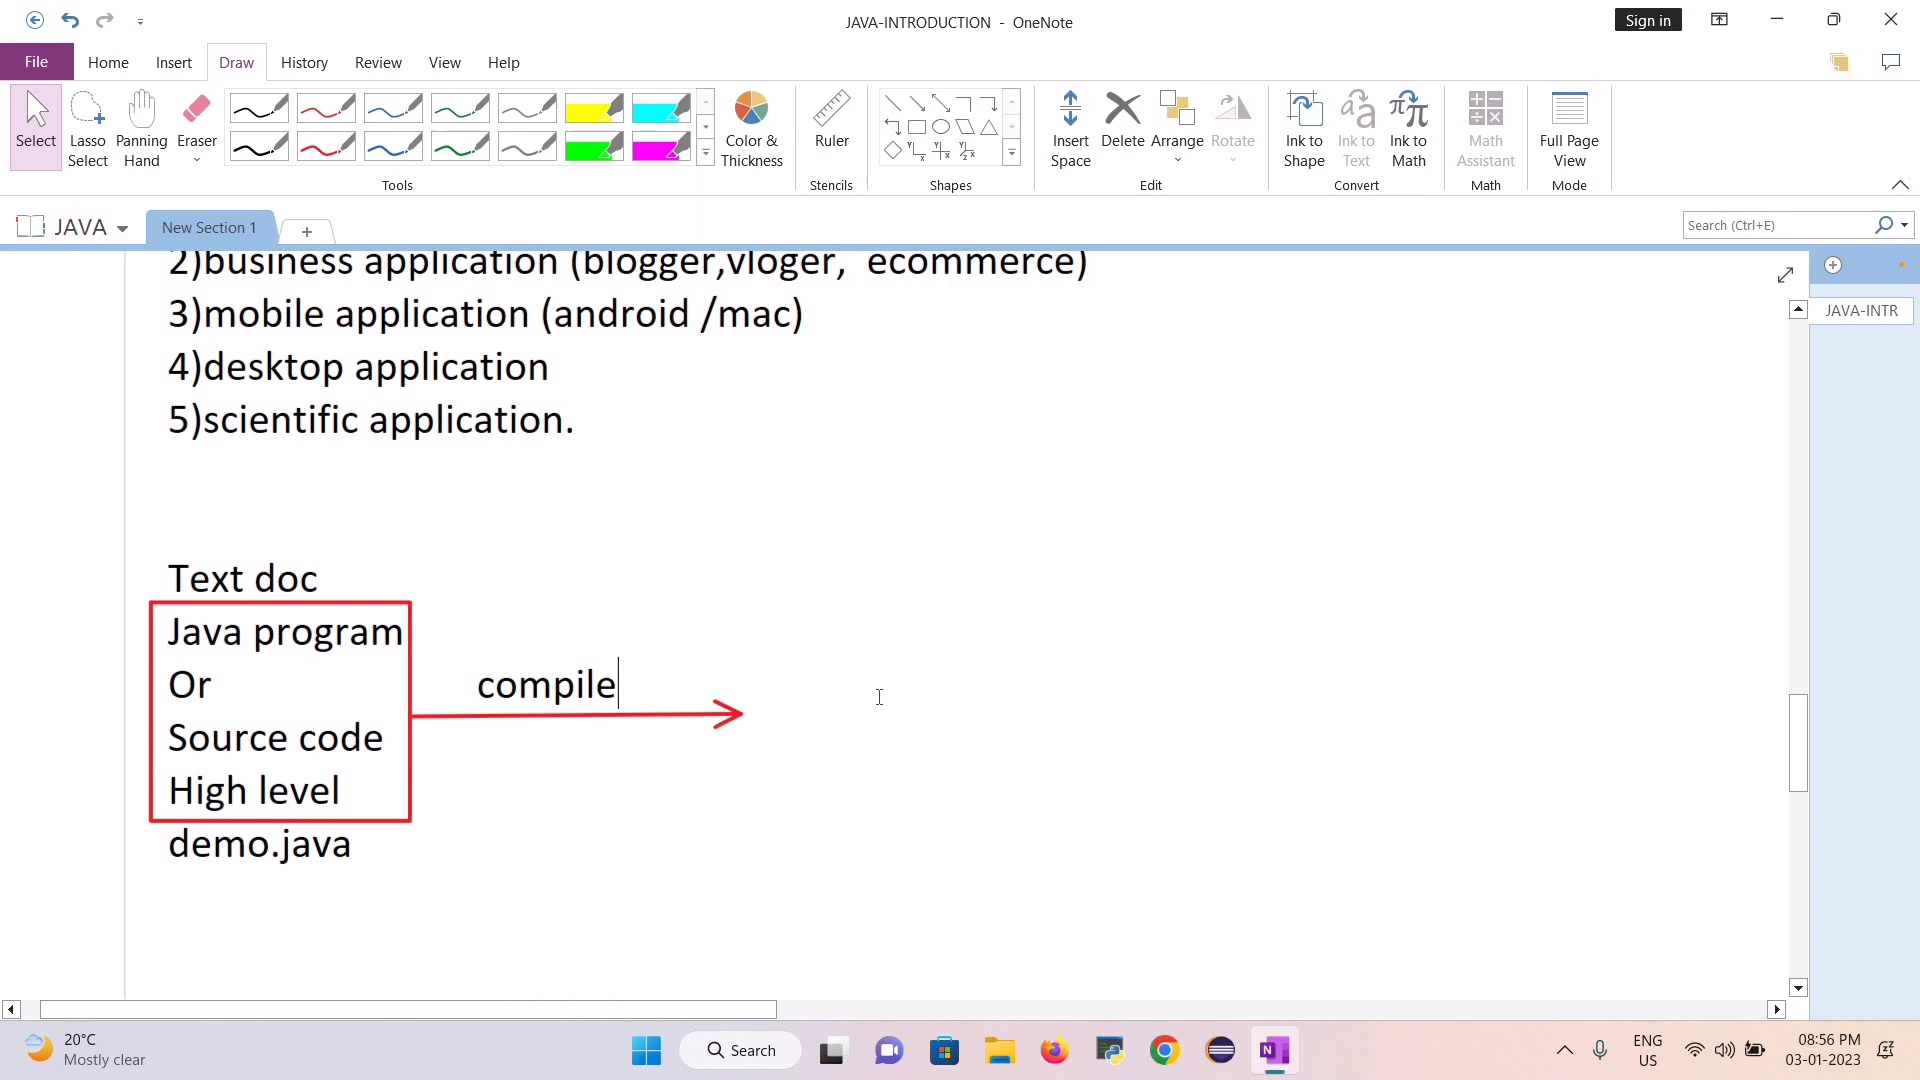 JAVA-INTRODUCTION - OneNote
Sign in
File Home Insert Draw History Review View Help
Select
Lasso Select
Panning Hand
Eraser
Color & Thickness
Ruler
Insert Space
Delete
Arrange
Rotate
Ink to Shape
Ink to Text
Ink to Math
Math Assistant
Full Page View
Tools
Stencils
Shapes
Edit
Convert
Math
Mode
JAVA
New Section 1
Search (Ctrl+E)
JAVA-INTR
2)business application (blogger,vloger, ecommerce)
3)mobile application (android /mac)
4)desktop application
5)scientific application.
Text doc
Java program
Or
compile
Source code
High level
demo.java
20°C
Mostly clear
Search
ENG
US
08:56 PM
03-01-2023